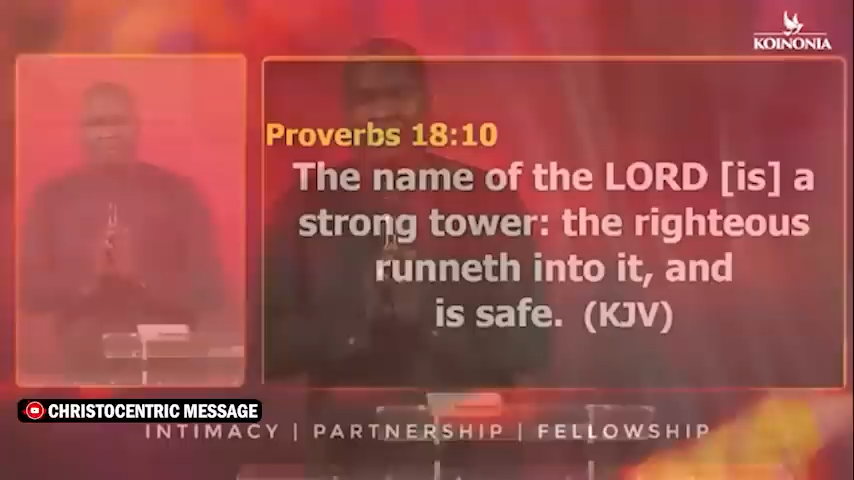 KOINONIA
Proverbs 18:10
The name of the LORD [is] a
strong tower: the righteous
runneth into it, and
is safe. (KJV)
CHRISTOCENTRIC MESSAGE
INTIMACY | PARTNERSHIP | FELLOWSHIP